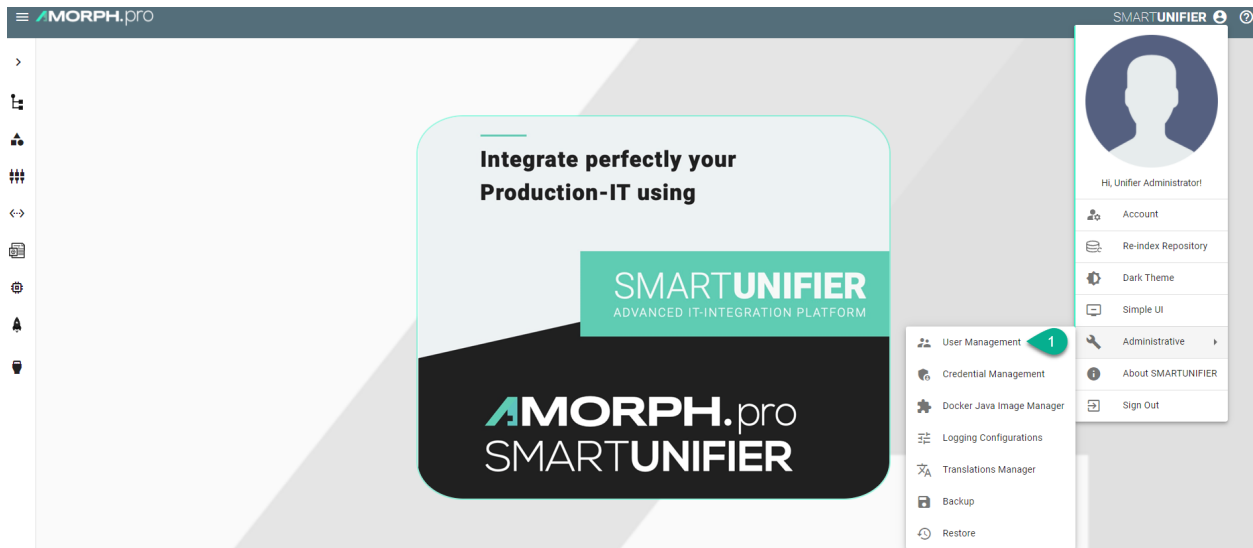 AMORPH.pro
SMARTUNIFIER
Integrate perfectly your
Production-IT using
SMARTUNIFIER
ADVANCED IT-INTEGRATION PLATFORM
AMORPH.pro
SMARTUNIFIER
Hi, Unifier Administrator!
Account
Re-index Repository
Dark Theme
Simple UI
Administrative
About SMARTUNIFIER
Sign Out
User Management 1
Credential Management
Docker Java Image Manager
Logging Configurations
Translations Manager
Backup
Restore